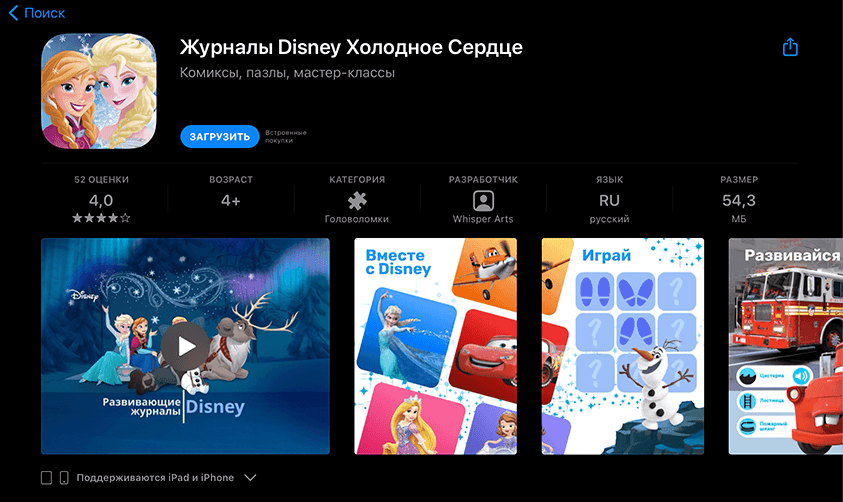 Поиск
Журналы Disney Холодное Сердце
Комиксы, пазлы, мастер-классы
ЗАГРУЗИТЬ
Встроенные
покупки
52 ОЦЕНКИ
4,0
ВОЗРАСТ
4+
КАТЕГОРИЯ
Головоломки
РАЗРАБОТЧИК
Whisper Arts
ЯЗЫК
RU
русский
РАЗМЕР
54,3
МБ
Disney
Развивающие
журналы
Disney
Вместе
с Disney
Играй
?
?
?
?
?
Развивайся
Цистерна
Лестница
Пожарный
шланг
Поддерживаются iPad и iPhone